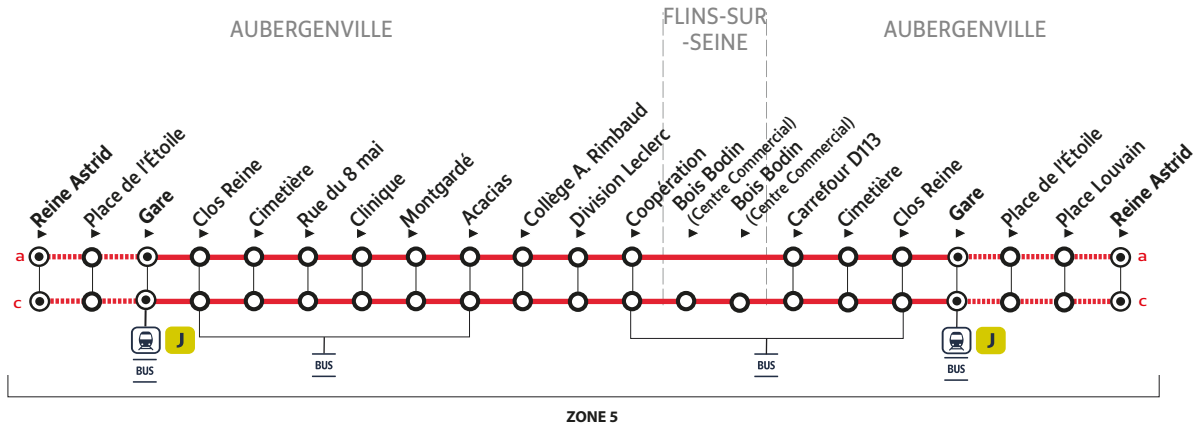 AUBERGENVILLE
FLINS-SUR
-SEINE
AUBERGENVILLE
Reine Astrid
Place de l'Étoile
Gare
Clos Reine
Cimetière
Rue du 8 mai
Clinique
Montgardé
Acacias
Collège A. Rimbaud
Division Leclerc
Coopération
Bois Bodin
(Centre Commercial)
Bois Bodin
(Centre Commercial)
Carrefour D113
Cimetière
Clos Reine
Gare
Place de l'Étoile
Place Louvain
Reine Astrid
a
a
c
c
J
J
BUS
BUS
BUS
BUS
ZONE 5